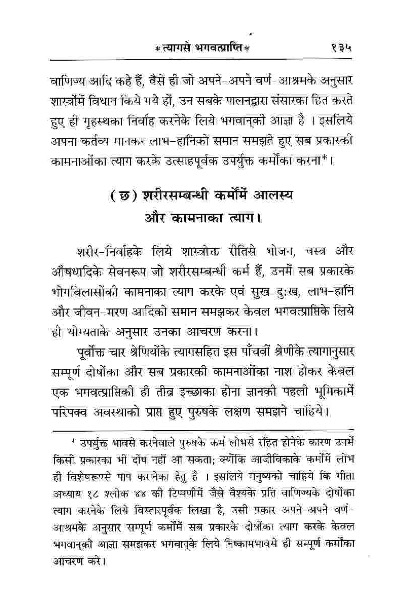 * त्यागसे भगवत्प्राप्ति * १३५
वाणिज्य आदि कहे हैं, वैसे ही जो अपने-अपने वर्ण-आश्रमके अनुसार
शास्त्रोंमें विधान किये गये हों, उन सबके पालनद्वारा संसारका हित करते
हुए ही गृहस्थका निर्वाह करनेके लिये भगवान्‌की आज्ञा है । इसलिये
अपना कर्तव्य मानकर लाभ-हानिको समान समझते हुए सब प्रकारकी
कामनाओंका त्याग करके उत्साहपूर्वक उपर्युक्त कर्मोंका करना*।
(छ) शरीरसम्बन्धी कर्मोंमें आलस्य
और कामनाका त्याग।
शरीर-निर्वाहके लिये शास्त्रोक्त रीतिसे भोजन, वस्त्र और
औषधादिके सेवनरूप जो शरीरसम्बन्धी कर्म हैं, उनमें सब प्रकारके
भोगविलासोंकी कामनाका त्याग करके एवं सुख दुःख, लाभ-हानि
और जीवन-मरण आदिको समान समझकर केवल भगवत्प्राप्तिके लिये
ही योग्यताके अनुसार उनका आचरण करना।
पूर्वोक्त चार श्रेणियोंके त्यागसहित इस पाँचवीं श्रेणीके त्यागानुसार
सम्पूर्ण दोषोंका और सब प्रकारकी कामनाओंका नाश होकर केवल
एक भगवत्प्राप्तिकी ही तीव्र इच्छाका होना ज्ञानकी पहली भूमिकामें
परिपक्व अवस्थाको प्राप्त हुए पुरुषके लक्षण समझने चाहिये।
* उपर्युक्त भावसे करनेवाले पुरुषके कर्म लोभसे रहित होनेके कारण उनमें
किसी प्रकारका भी दोष नहीं आ सकता; क्योंकि आजीविकाके कर्मोंमें लोभ
ही विशेषरूपसे पाप करानेका हेतु है । इसलिये मनुष्यको चाहिये कि गीता
अध्याय १८ श्लोक ४४ की टिप्पणीमें जैसे वैश्यके प्रति वाणिज्यके दोषोंका
त्याग करनेके लिये विस्तारपूर्वक लिखा है, उसी प्रकार अपने अपने वर्ण-
आश्रमके अनुसार सम्पूर्ण कर्मोंमें सब प्रकारके दोषोंका त्याग करके केवल
भगवान्‌की आज्ञा समझकर भगवान्‌के लिये निष्कामभावसे ही सम्पूर्ण कर्मोंका
आचरण करे।